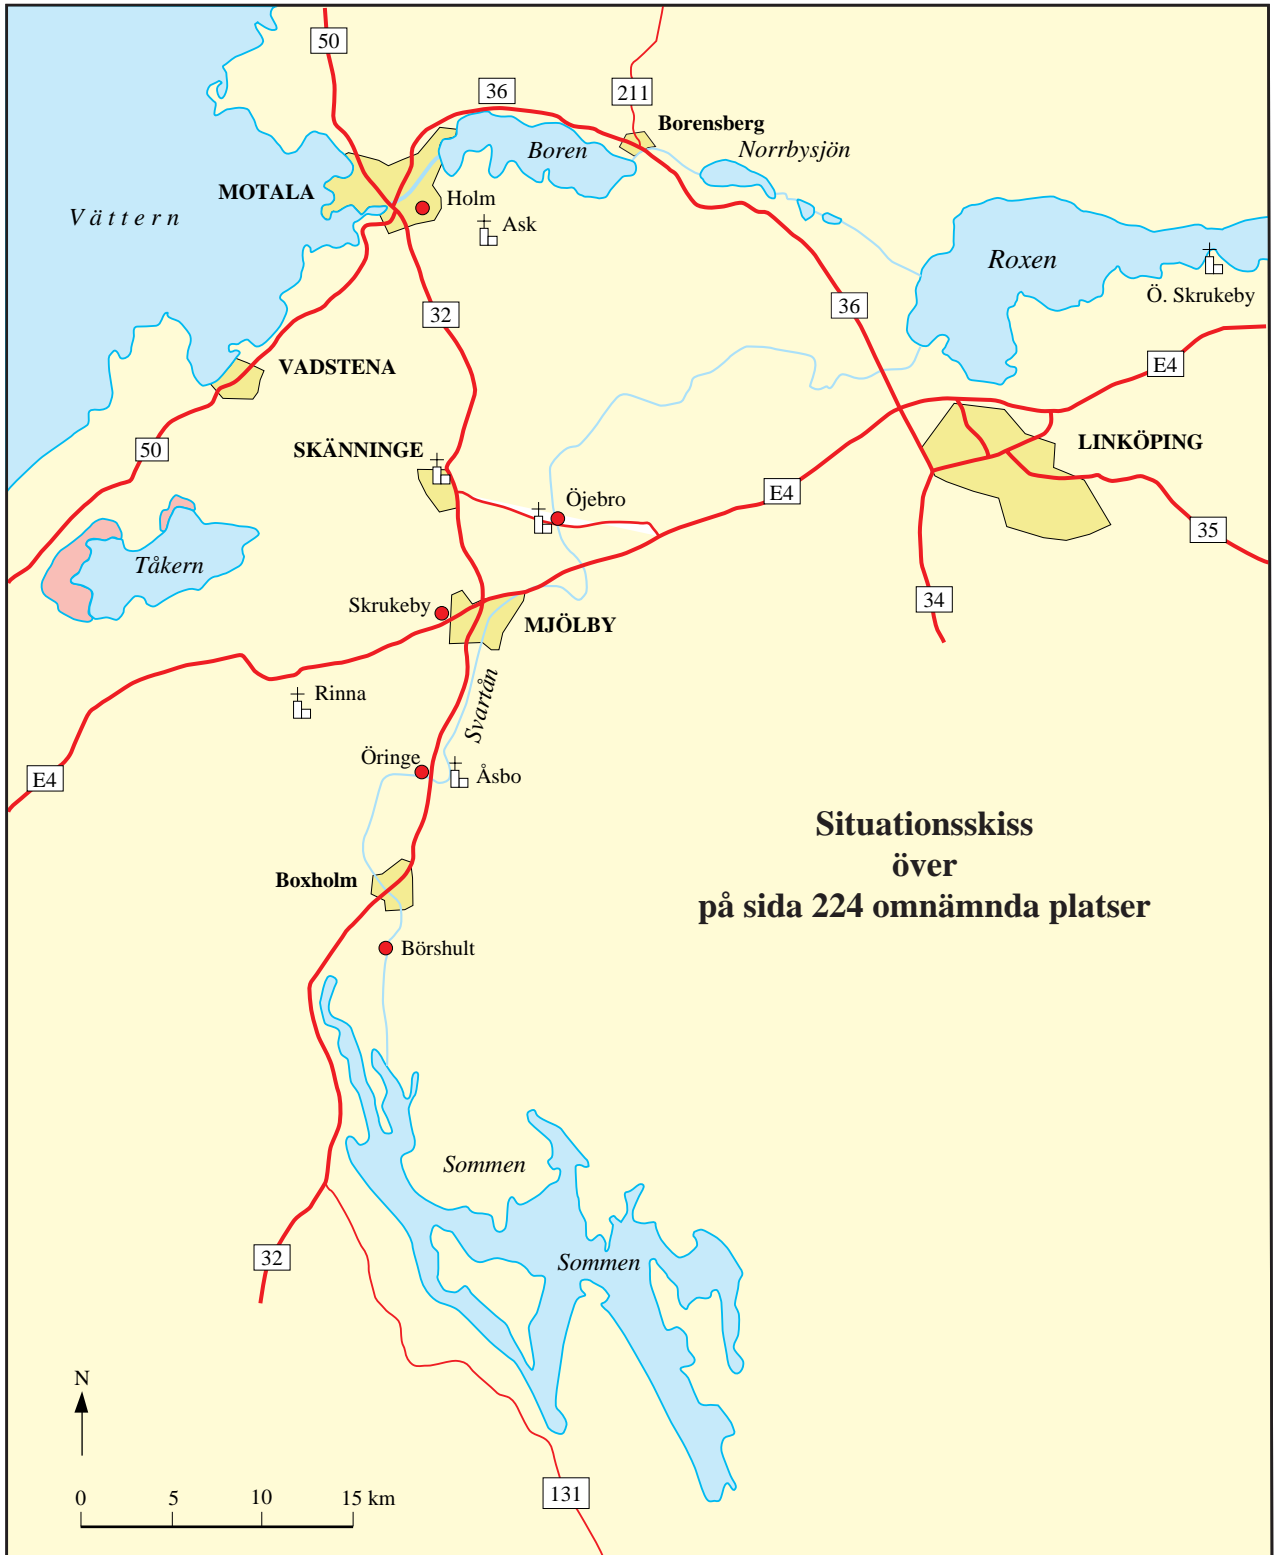 50
36
211
Borensberg
Boren
Norrbysjön
MOTALA
Holm
Vättern
Ask
Roxen
Ö. Skrukeby
32
36
VADSTENA
E4
50
SKÄNNINGE
LINKÖPING
E4
Öjebro
35
Tåkern
Skrukeby
34
MJÖLBY
Rinna
Svartån
Öringe
Åsbo
E4
Situationsskiss
över
på sida 224 omnämnda platser
Boxholm
Börshult
Sommen
32
Sommen
N
131
0 5 10 15 km